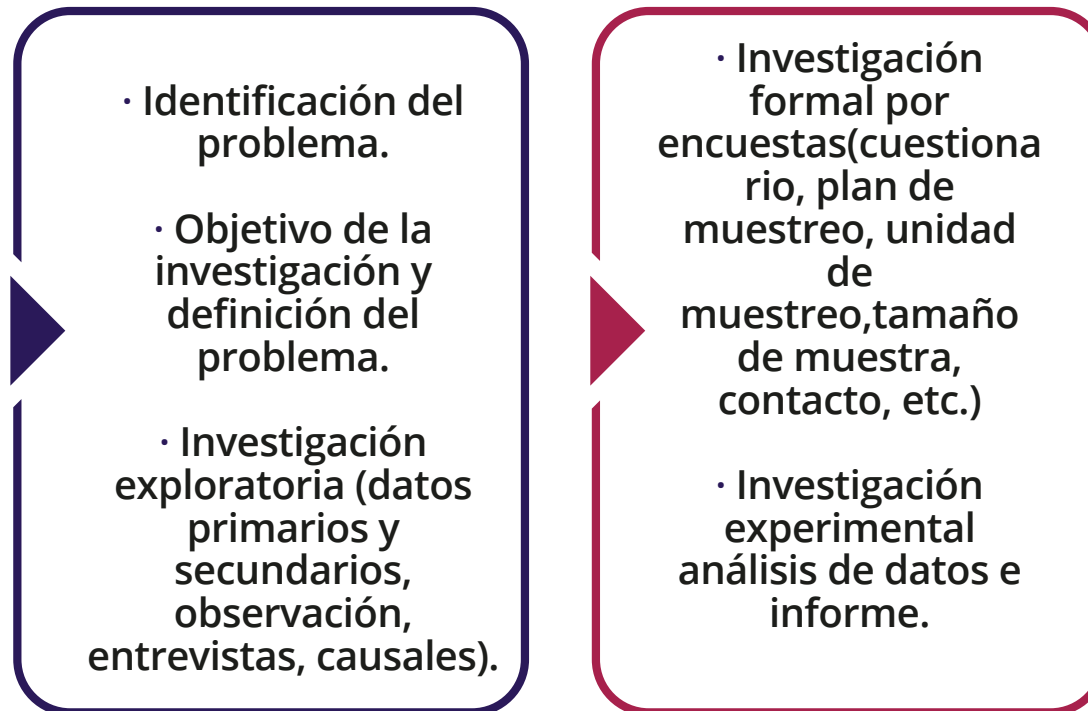 · Identificación del
problema.
· Objetivo de la
investigación y
definición del
problema.
· Investigación
exploratoria (datos
primarios y
secundarios,
observación,
entrevistas, causales).
· Investigación
formal por
encuestas(cuestiona
rio, plan de
muestreo, unidad
de
muestreo,tamaño
de muestra,
contacto, etc.)
· Investigación
experimental
análisis de datos e
informe.